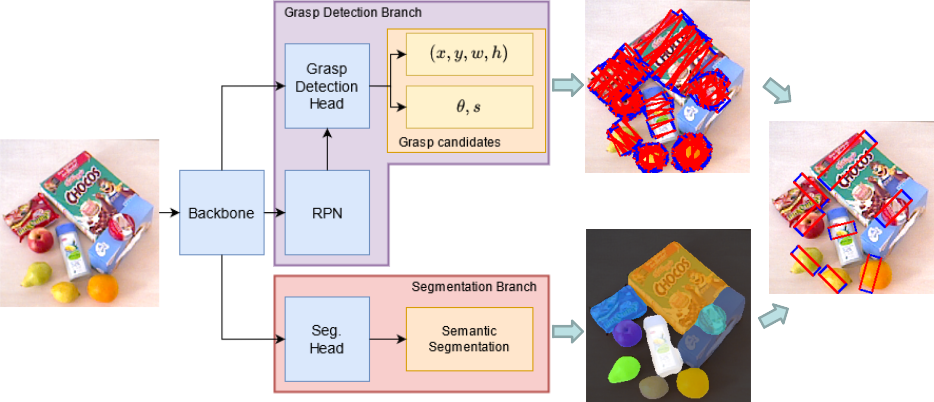 Grasp Detection Branch
Grasp
Detection
Head
(x, y, w, h)
θ, s
Grasp candidates
Backbone
RPN
Segmentation Branch
Seg.
Head
Semantic
Segmentation
CHOCOS
CHOCOS
CHOCOS